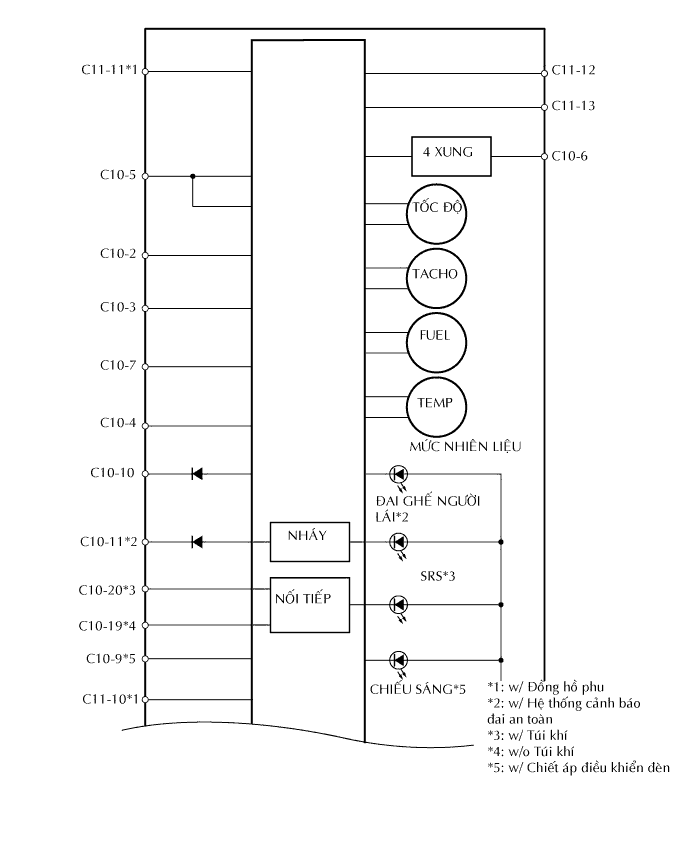 C11-11*1
C11-12
C11-13
4 XUNG
C10-6
C10-5
TỐC ĐỘ
C10-2
TACHO
C10-3
FUEL
C10-7
TEMP
C10-4
MỨC NHIÊN LIỆU
C10-10
ĐAI GHẾ NGƯỜI
LÁI*2
C10-11*2
NHÁY
C10-20*3
SRS*3
NỐI TIẾP
C10-19*4
C10-9*5
CHIẾU SÁNG*5
C11-10*1
*1: w/ Đồng hồ phu
*2: w/ Hệ thống cảnh báo
đai an toàn
*3: w/ Túi khí
*4: w/o Túi khí
*5: w/ Chiết áp điều khiển đèn